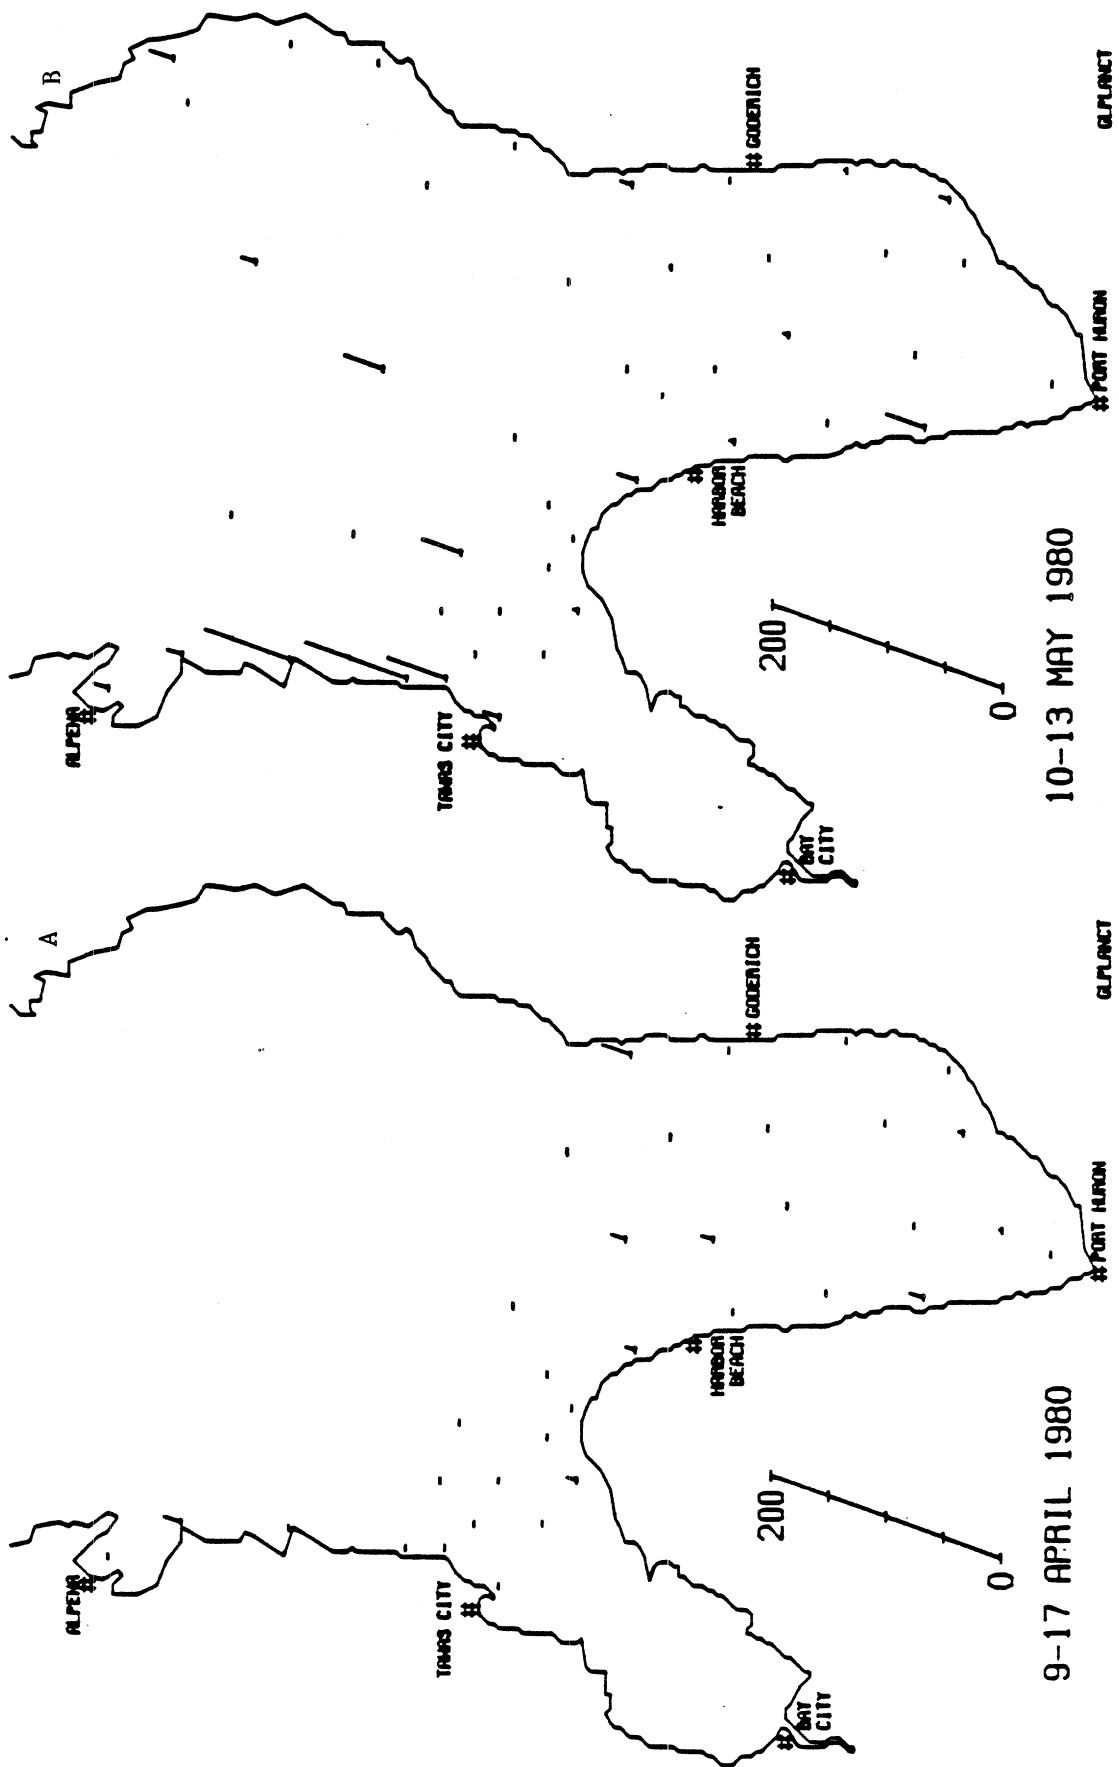 A
ALPENA
#
TAWAS CITY
#
#
HARBOR
BEACH
# GODERICH
#
BAY
CITY
200
0
# PORT HURON
9-17 APRIL 1980
GLPLANCT
B
ALPENA
#
TAWAS CITY
#
#
HARBOR
BEACH
# GODERICH
#
BAY
CITY
200
0
# PORT HURON
10-13 MAY 1980
GLPLANCT